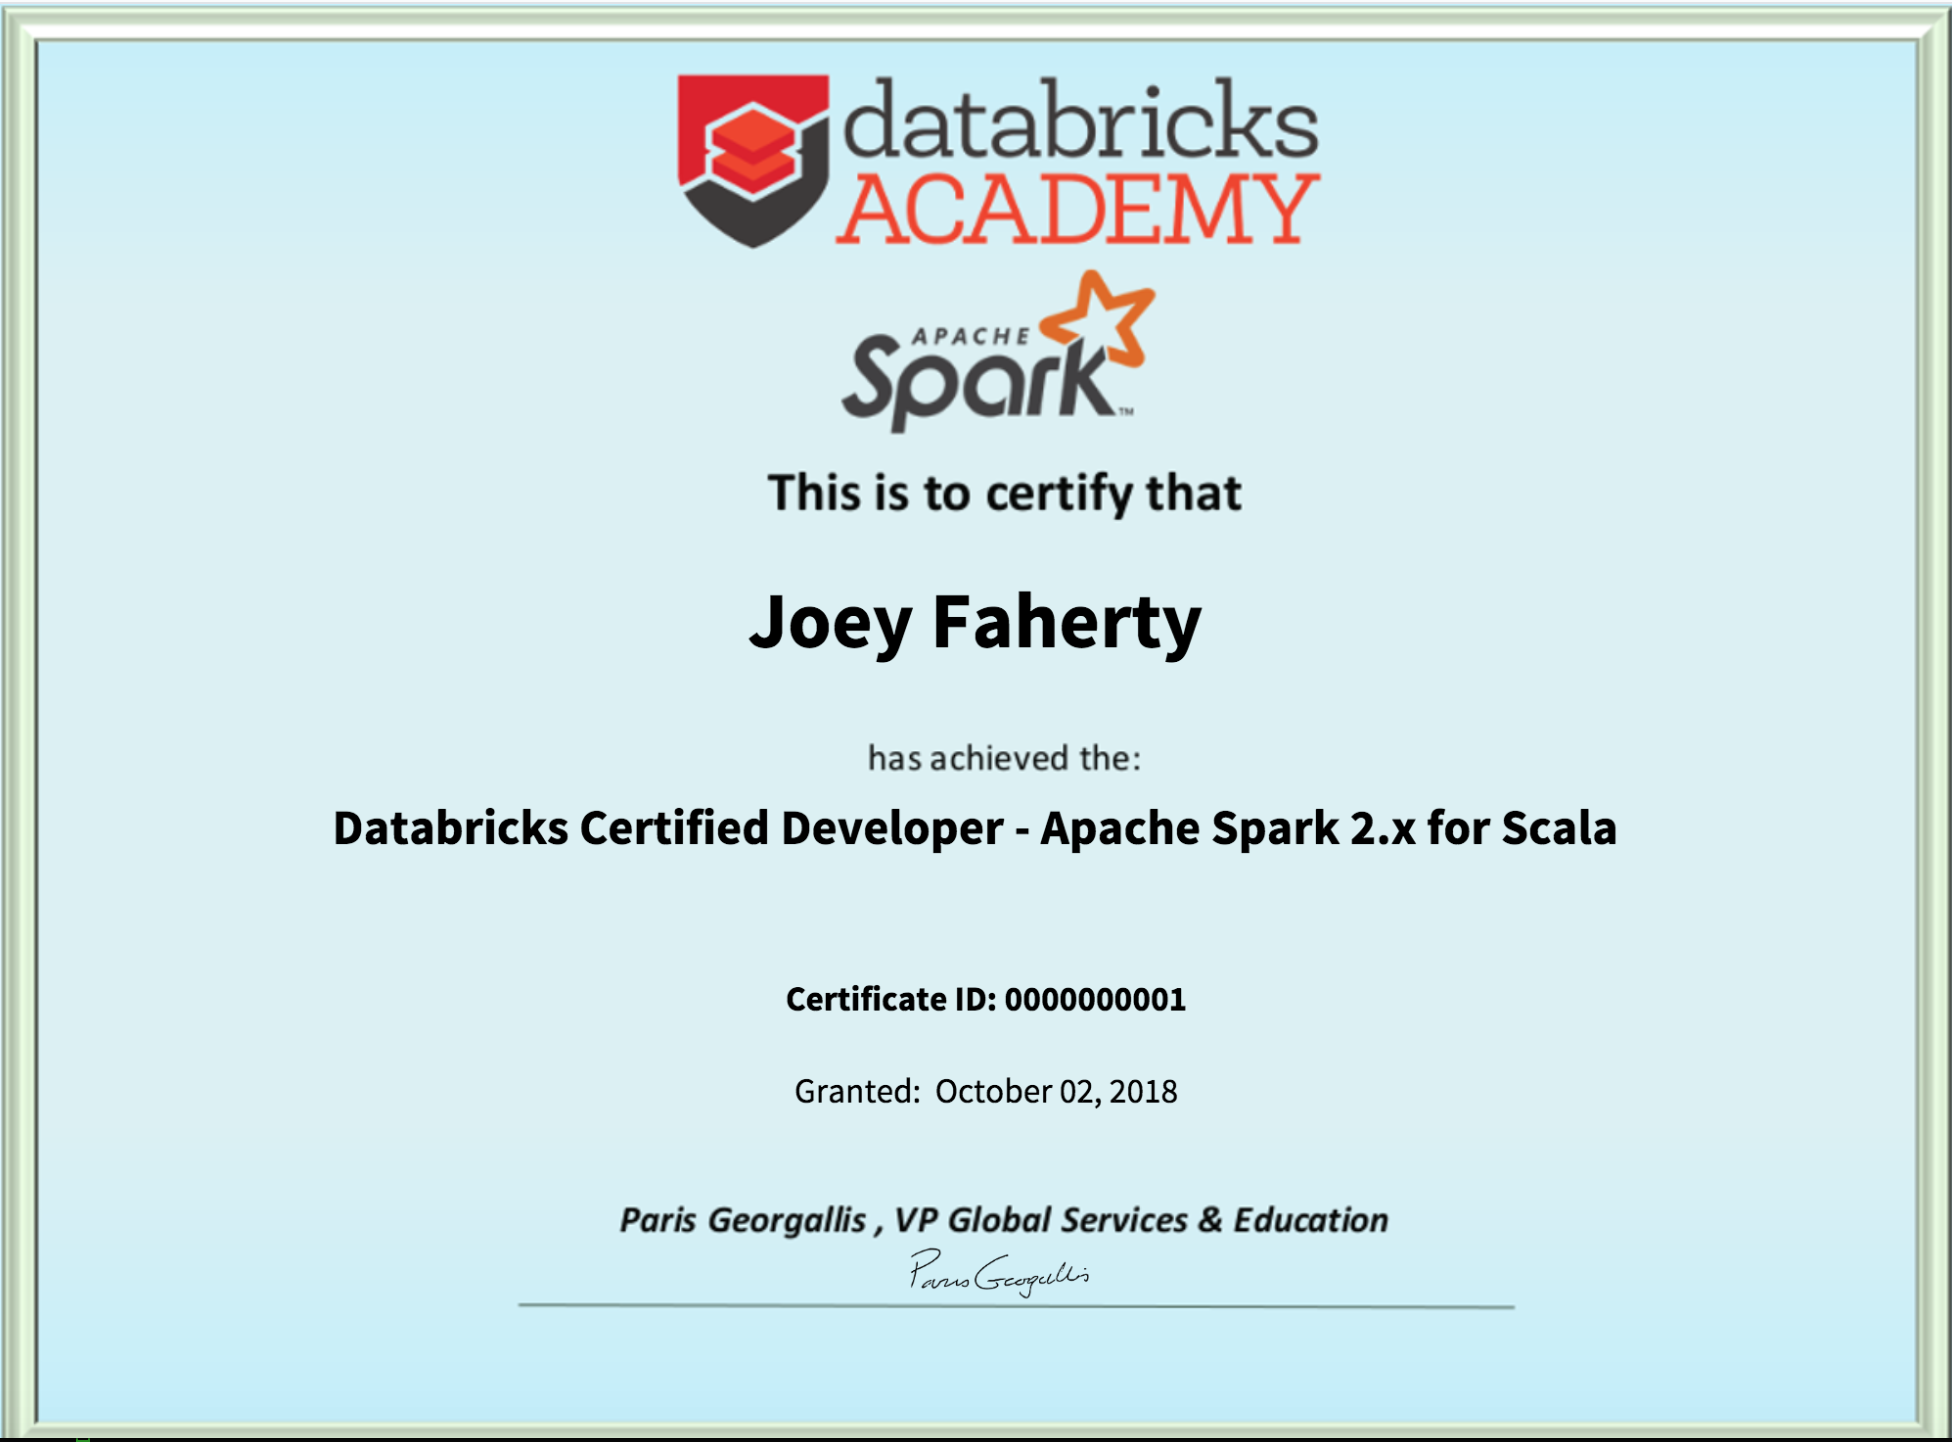 databricks
ACADEMY
APACHE
Spark™
This is to certify that
Joey Faherty
has achieved the:
Databricks Certified Developer - Apache Spark 2.x for Scala
Certificate ID: 0000000001
Granted: October 02, 2018
Paris Georgallis , VP Global Services & Education
Paris Georgallis